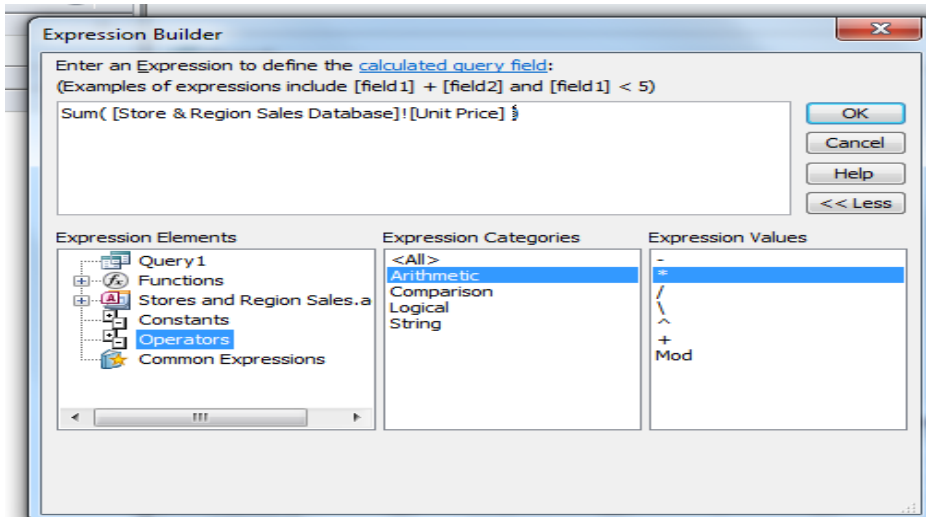 Expression Builder
Enter an Expression to define the calculated query field:
(Examples of expressions include [field1] + [field2] and [field1] < 5)
Sum( [Store & Region Sales Database]![Unit Price] )
OK
Cancel
Help
<< Less
Expression Elements
Query1
Functions
Stores and Region Sales.a
Constants
Operators
Common Expressions
Expression Categories
<All>
Arithmetic
Comparison
Logical
String
Expression Values
-
*
/
\
^
+
Mod